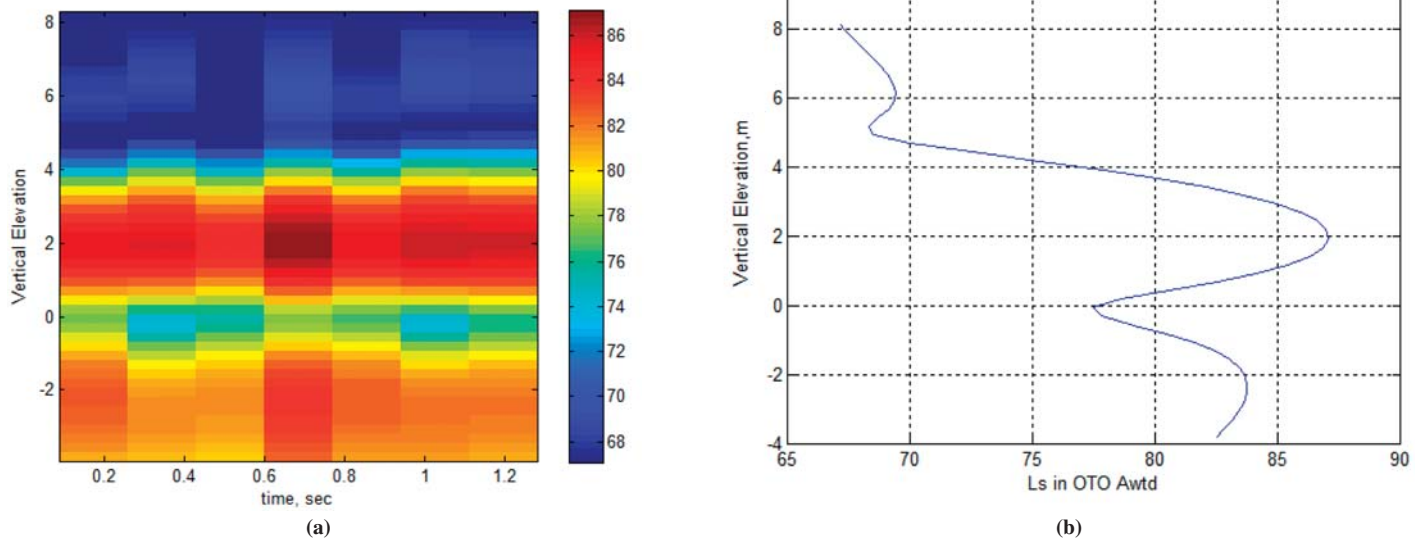 8
6
4
2
0
-2
Vertical Elevation
0.2 0.4 0.6 0.8 1 1.2
time, sec
86
84
82
80
78
76
74
72
70
68
(a)
8
6
4
2
0
-2
-4
Vertical Elevation,m
65 70 75 80 85 90
Ls in OTO Awtd
(b)